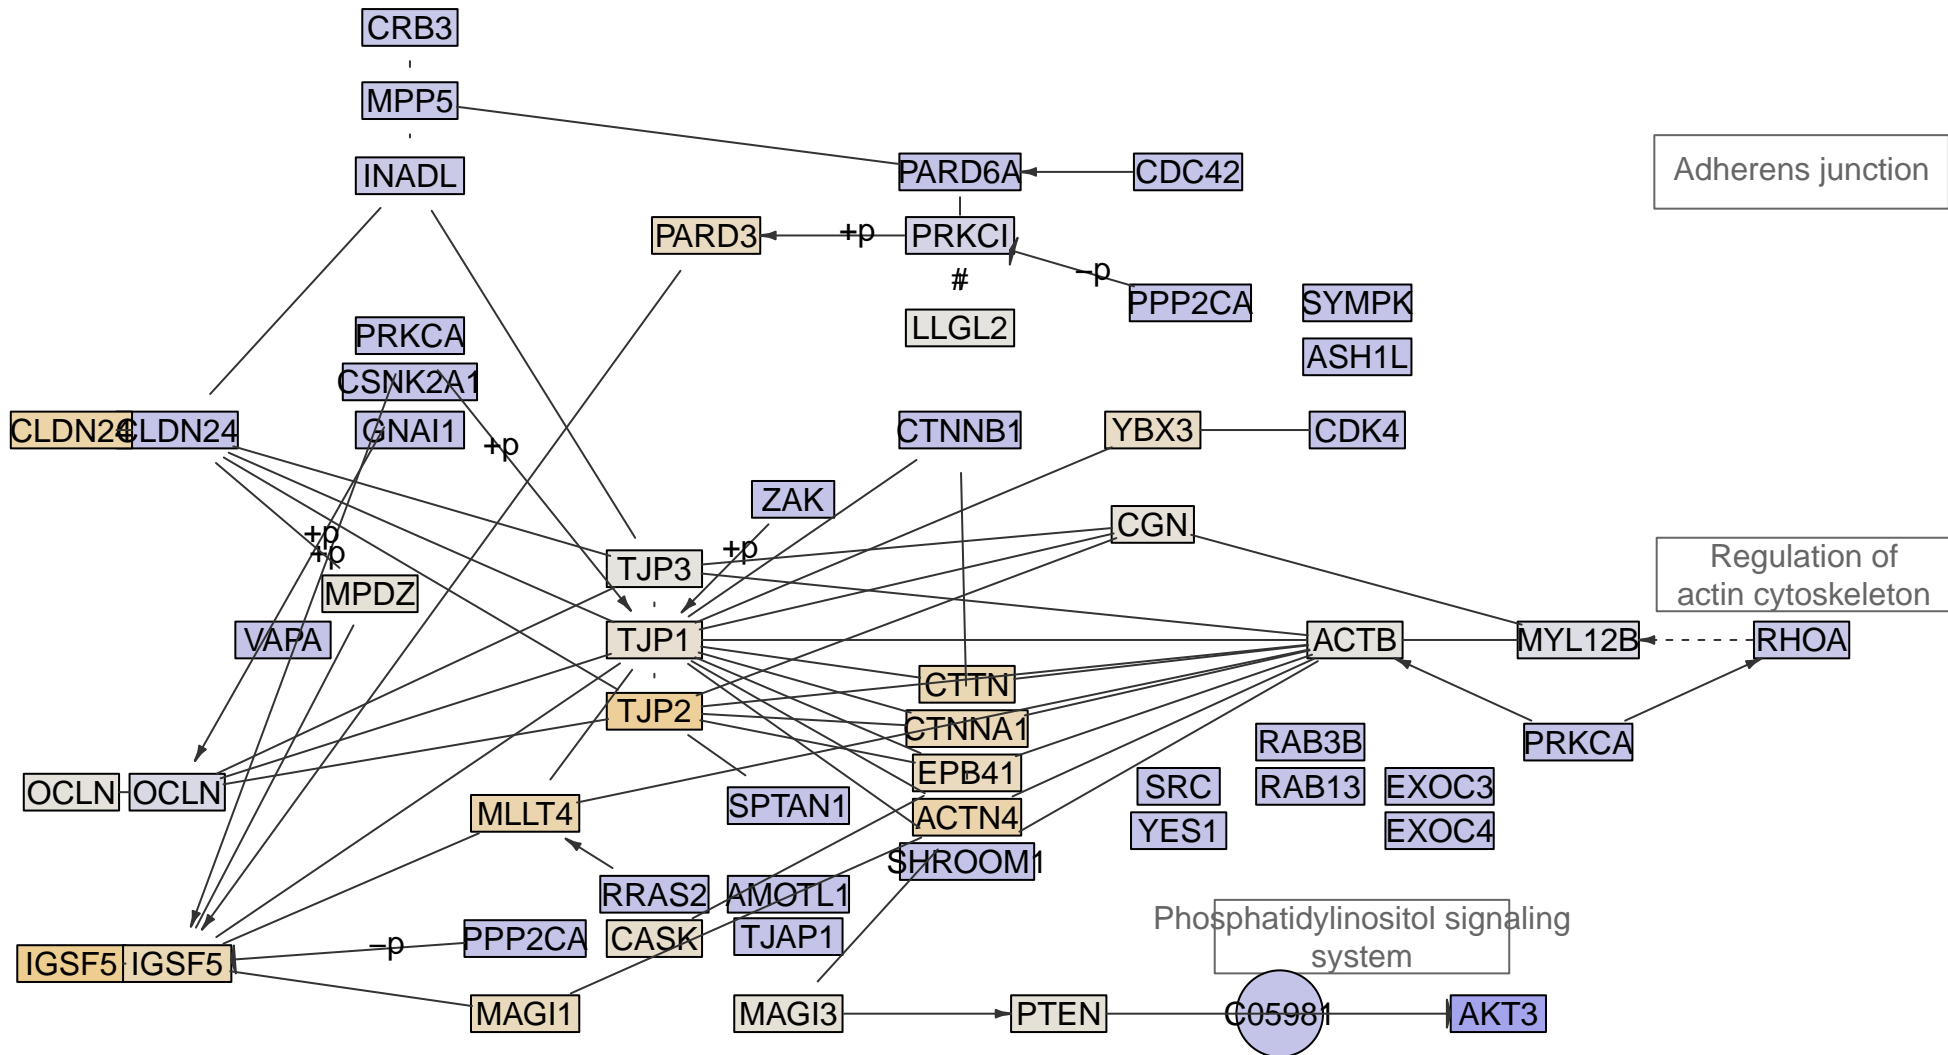 CRB3
MPP5
INADL
PARD6A
CDC42
Adherens junction
PARD3
+p
PRKCI
#
−p
PPP2CA
SYMPK
LLGL2
PRKCA
ASH1L
CSNK2A1
CLDN24
CLDN24
GNAI1
+p
CTNNB1
YBX3
CDK4
ZAK
CGN
+p
+p
+p
TJP3
MPDZ
Regulation of
actin cytoskeleton
VAPA
TJP1
ACTB
MYL12B
RHOA
CTTN
TJP2
CTNNA1
RAB3B
PRKCA
EPB41
OCLN
OCLN
SRC
RAB13
EXOC3
MLLT4
SPTAN1
ACTN4
YES1
EXOC4
SHROOM1
RRAS2
AMOTL1
Phosphatidylinositol signaling
system
−p
PPP2CA
CASK
TJAP1
IGSF5
IGSF5
MAGI1
MAGI3
PTEN
C05981
AKT3